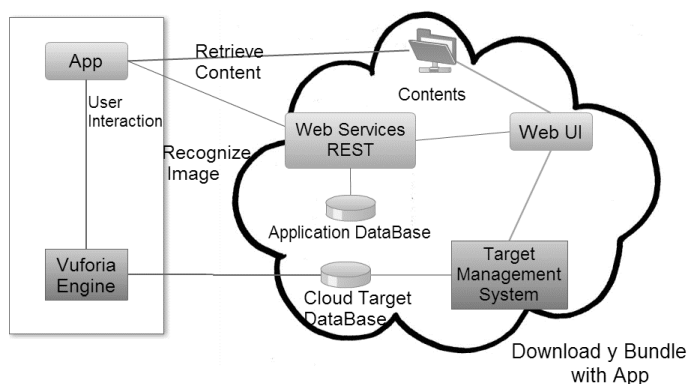 App
Retrieve
Content
Contents
User
Interaction
Web Services
REST
Web UI
Recognize
Image
Application DataBase
Vuforia
Engine
Cloud Target
DataBase
Target
Management
System
Download y Bundle
with App